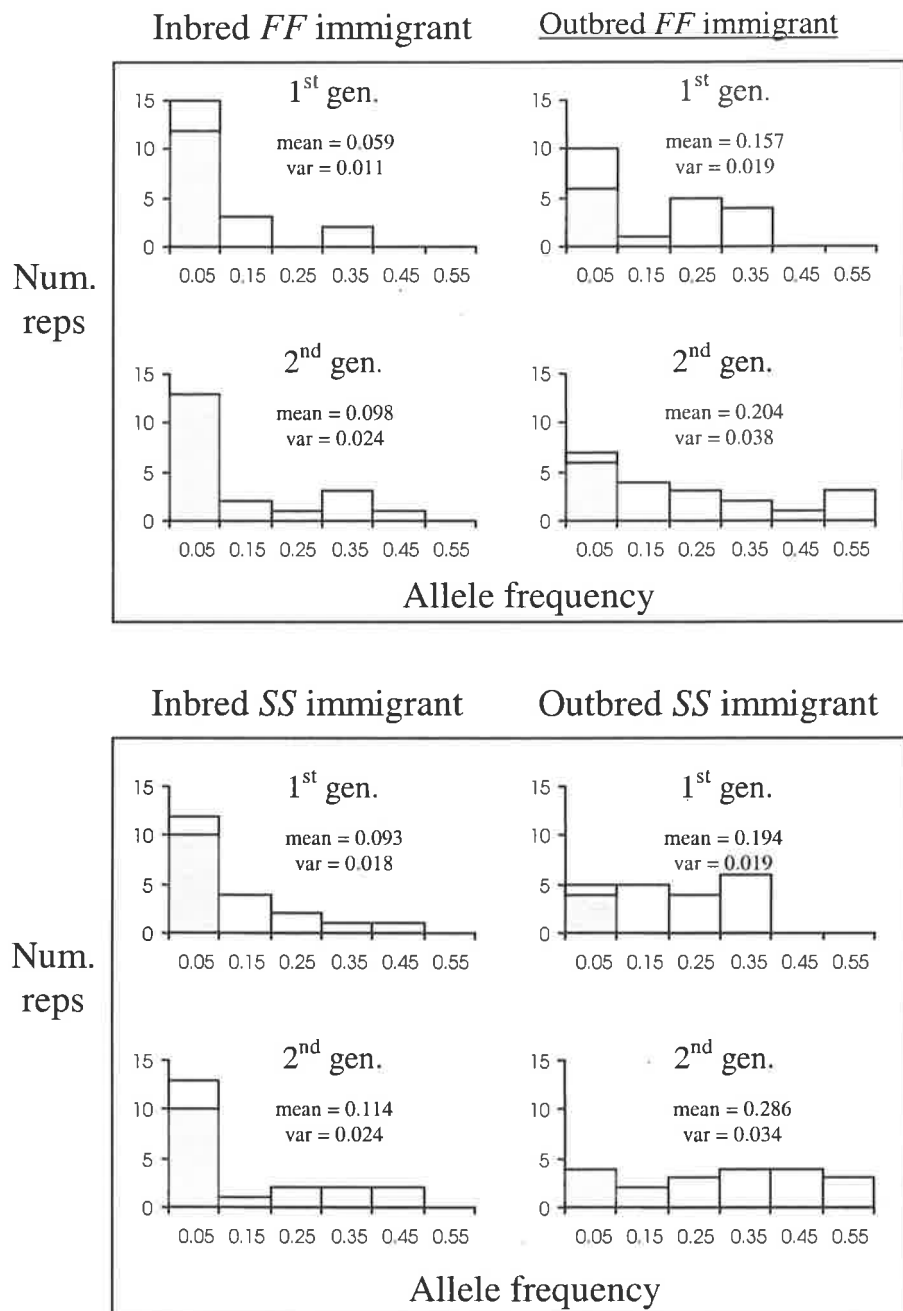 Inbred FF immigrant
Outbred FF immigrant
1st gen.
mean = 0.059
var = 0.011
15
10
5
0
0.05 0.15 0.25 0.35 0.45 0.55
1st gen.
mean = 0.157
var = 0.019
15
10
5
0
0.05 0.15 0.25 0.35 0.45 0.55
Num.
reps
2nd gen.
mean = 0.098
var = 0.024
15
10
5
0
0.05 0.15 0.25 0.35 0.45 0.55
2nd gen.
mean = 0.204
var = 0.038
15
10
5
0
0.05 0.15 0.25 0.35 0.45 0.55
Allele frequency
Inbred SS immigrant
Outbred SS immigrant
1st gen.
mean = 0.093
var = 0.018
15
10
5
0
0.05 0.15 0.25 0.35 0.45 0.55
1st gen.
mean = 0.194
var = 0.019
15
10
5
0
0.05 0.15 0.25 0.35 0.45 0.55
Num.
reps
2nd gen.
mean = 0.114
var = 0.024
15
10
5
0
0.05 0.15 0.25 0.35 0.45 0.55
2nd gen.
mean = 0.286
var = 0.034
15
10
5
0
0.05 0.15 0.25 0.35 0.45 0.55
Allele frequency